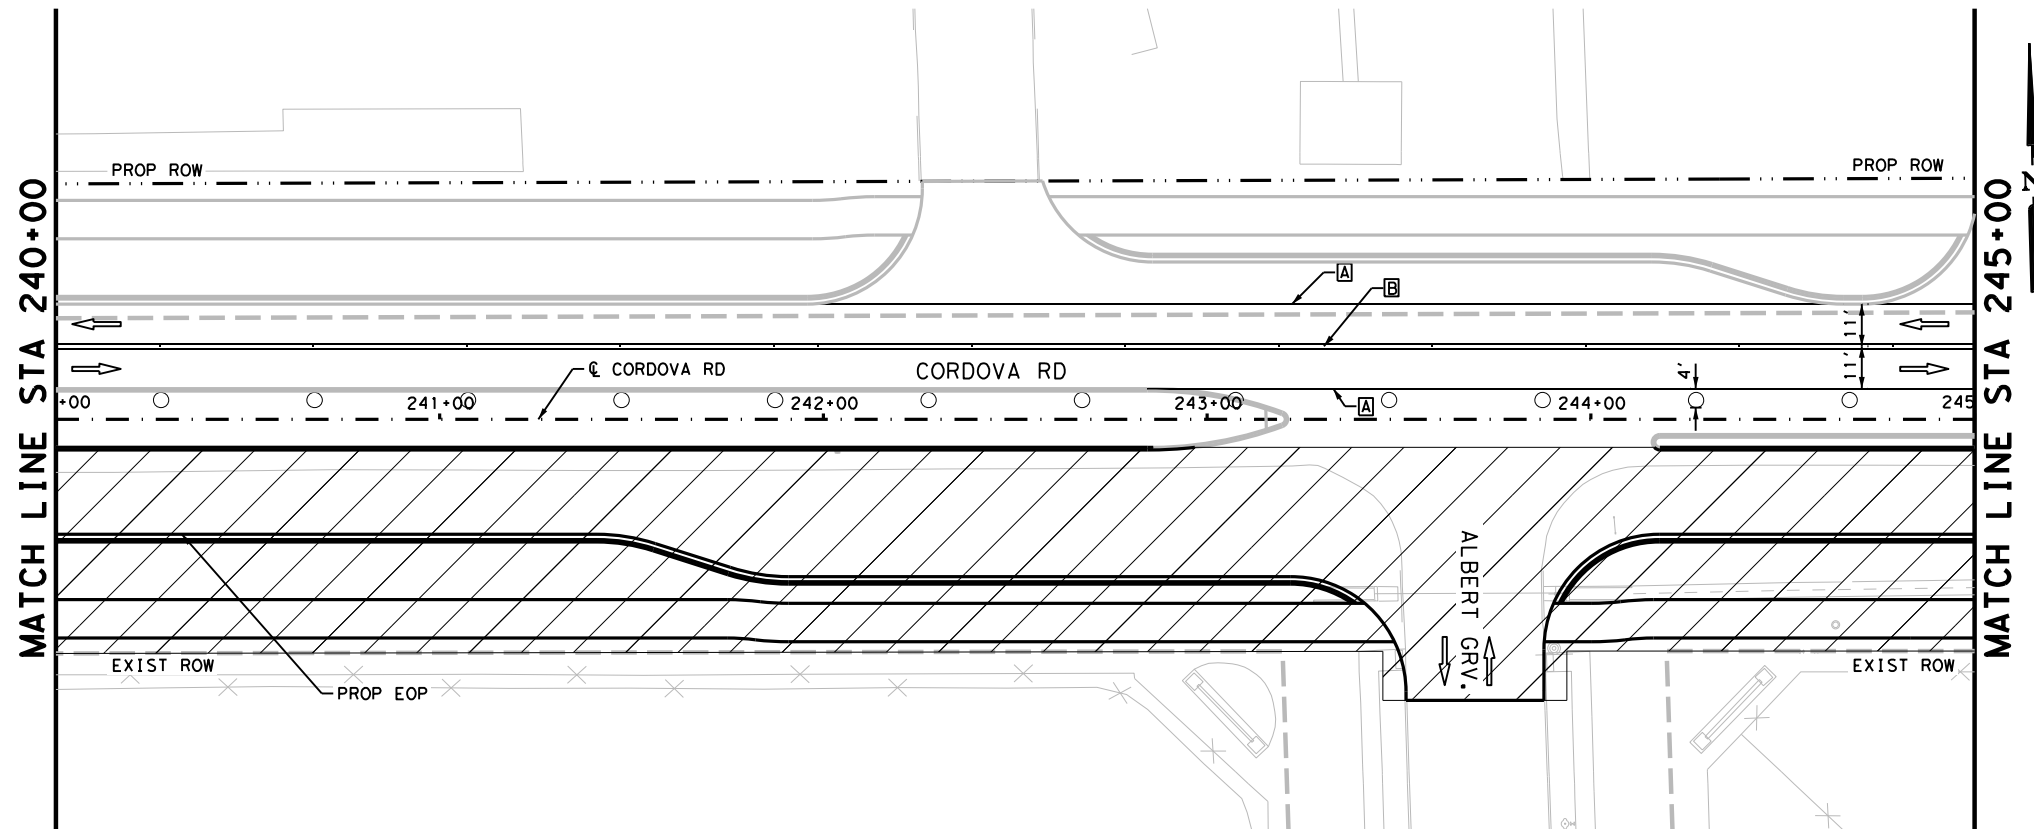 PROP ROW
PROP ROW
MATCH LINE STA 240+00
MATCH LINE STA 245+00
N
A
B
11'
11'
4'
℄ CORDOVA RD
CORDOVA RD
+00
241+00
242+00
243+00
244+00
245
A
ALBERT GRV.
EXIST ROW
EXIST ROW
PROP EOP